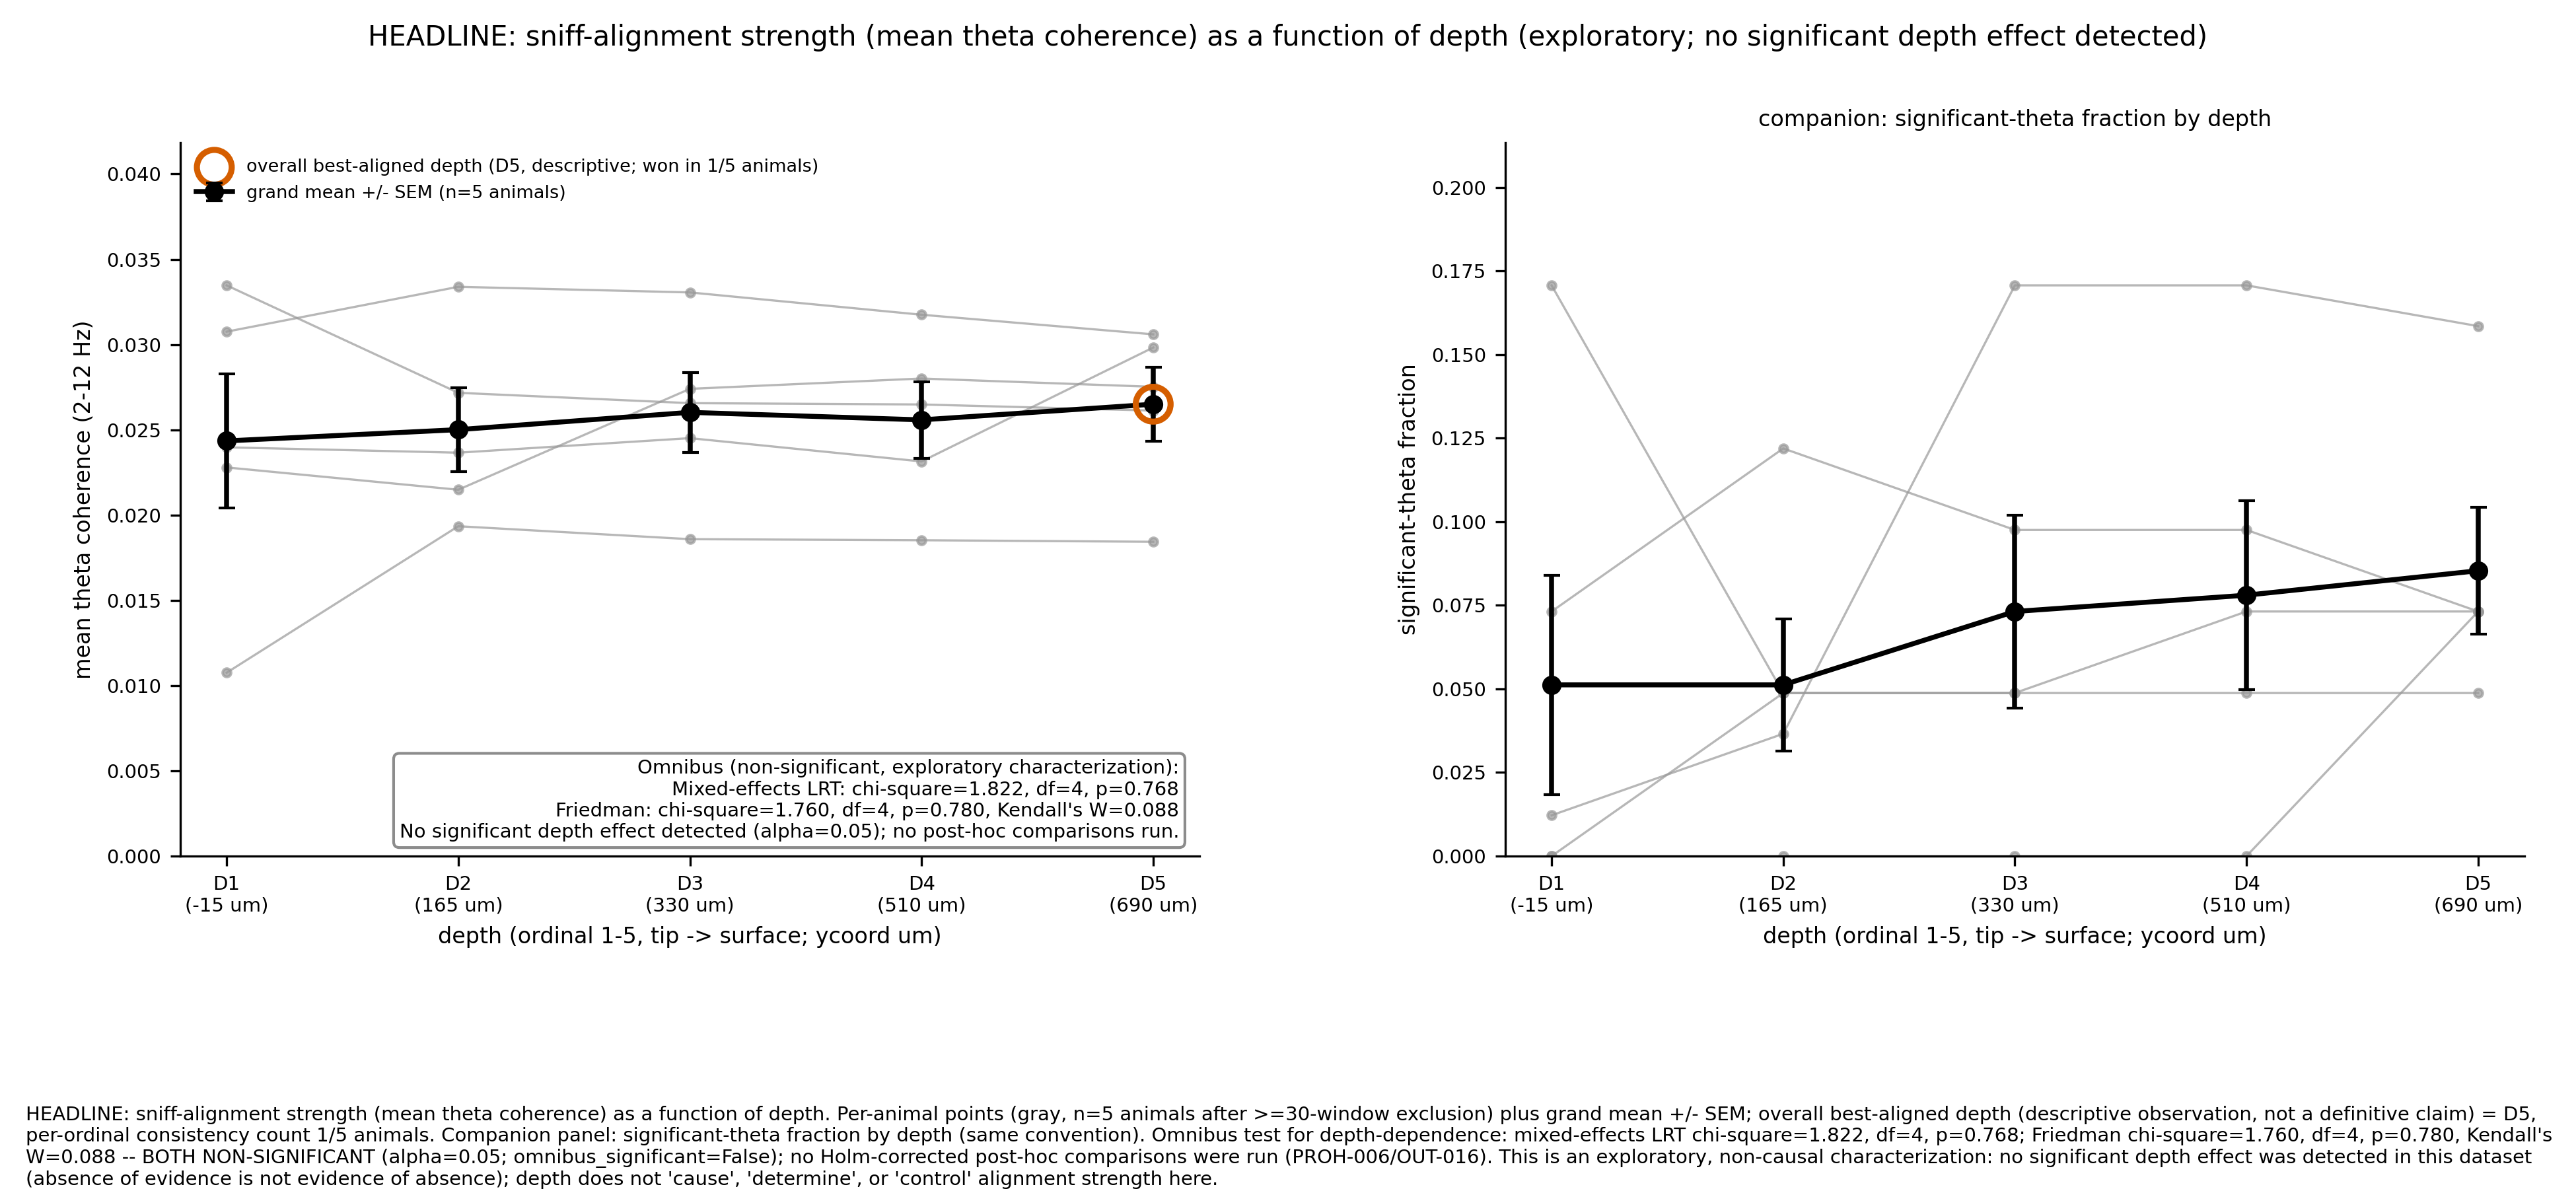 HEADLINE: sniff-alignment strength (mean theta coherence) as a function of depth (exploratory; no significant depth effect detected)
overall best-aligned depth (D5, descriptive; won in 1/5 animals)
grand mean +/- SEM (n=5 animals)
mean theta coherence (2-12 Hz)
0.040
0.035
0.030
0.025
0.020
0.015
0.010
0.005
0.000
Omnibus (non-significant, exploratory characterization):
Mixed-effects LRT: chi-square=1.822, df=4, p=0.768
Friedman: chi-square=1.760, df=4, p=0.780, Kendall's W=0.088
No significant depth effect detected (alpha=0.05); no post-hoc comparisons run.
D1 D2 D3 D4 D5
(-15 um) (165 um) (330 um) (510 um) (690 um)
depth (ordinal 1-5, tip -> surface; ycoord um)
companion: significant-theta fraction by depth
significant-theta fraction
0.200
0.175
0.150
0.125
0.100
0.075
0.050
0.025
0.000
D1 D2 D3 D4 D5
(-15 um) (165 um) (330 um) (510 um) (690 um)
depth (ordinal 1-5, tip -> surface; ycoord um)
HEADLINE: sniff-alignment strength (mean theta coherence) as a function of depth. Per-animal points (gray, n=5 animals after >=30-window exclusion) plus grand mean +/- SEM; overall best-aligned depth (descriptive observation, not a definitive claim) = D5,
per-ordinal consistency count 1/5 animals. Companion panel: significant-theta fraction by depth (same convention). Omnibus test for depth-dependence: mixed-effects LRT chi-square=1.822, df=4, p=0.768; Friedman chi-square=1.760, df=4, p=0.780, Kendall's
W=0.088 -- BOTH NON-SIGNIFICANT (alpha=0.05; omnibus_significant=False); no Holm-corrected post-hoc comparisons were run (PROH-006/OUT-016). This is an exploratory, non-causal characterization: no significant depth effect was detected in this dataset
(absence of evidence is not evidence of absence); depth does not 'cause', 'determine', or 'control' alignment strength here.